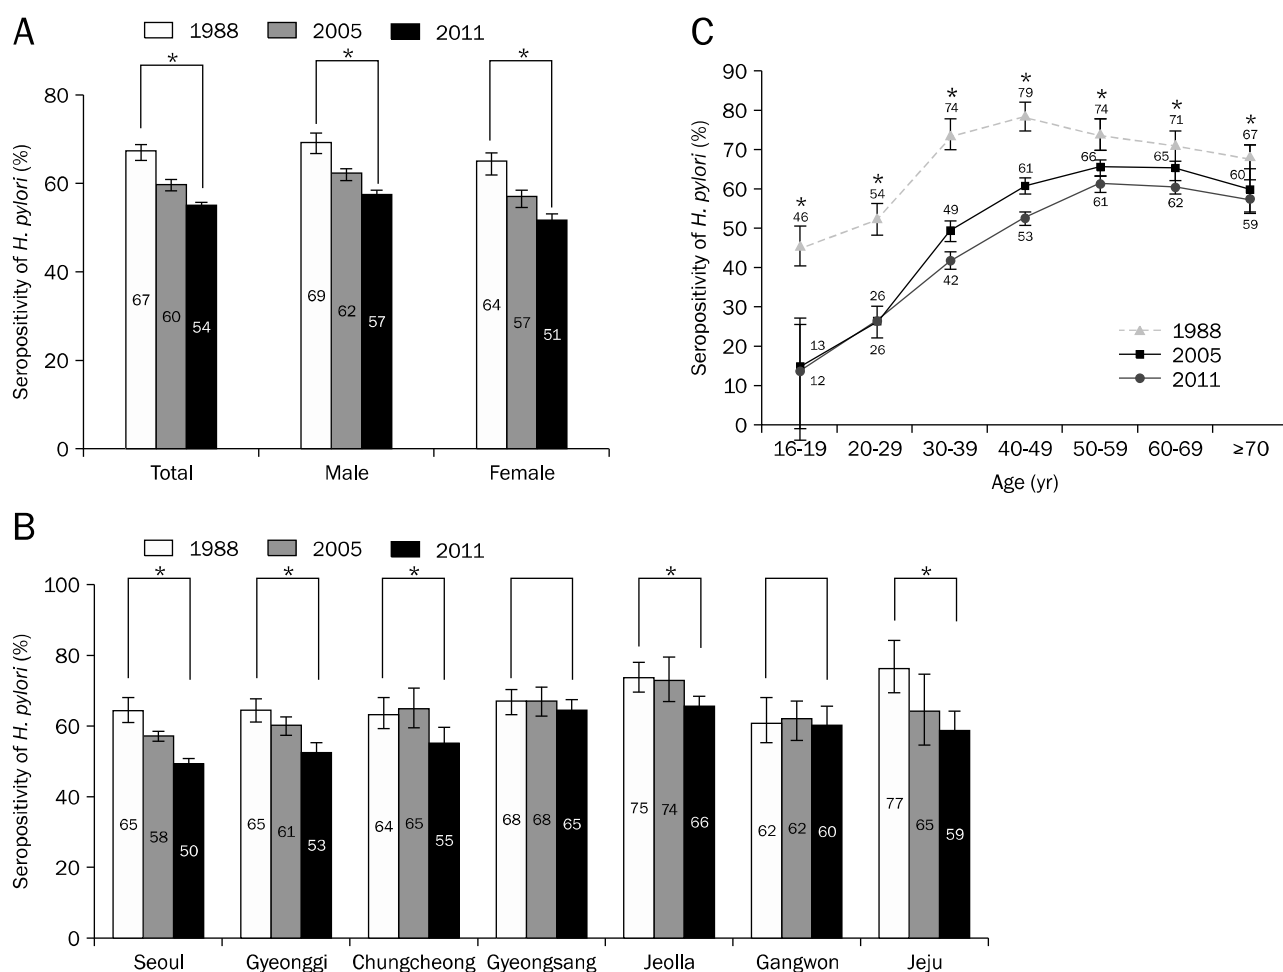 A
1988 2005 2011
* * *
Seropositivity of H. pylori (%)
80
60
40
20
0
67 60 54
69 62 57
64 57 51
Total Male Female
C
Seropositivity of H. pylori (%)
90
80
70
60
50
40
30
20
10
0
* * * * * * *
46 54 74 79 74 71 67
13 26 49 61 66 65 60
12 26 42 53 61 62 59
1988
2005
2011
16-19 20-29 30-39 40-49 50-59 60-69 ≥70
Age (yr)
B
1988 2005 2011
* * * * *
Seropositivity of H. pylori (%)
100
80
60
40
20
0
65 58 50
65 61 53
64 65 55
68 68 65
75 74 66
62 62 60
77 65 59
Seoul Gyeonggi Chungcheong Gyeongsang Jeolla Gangwon Jeju